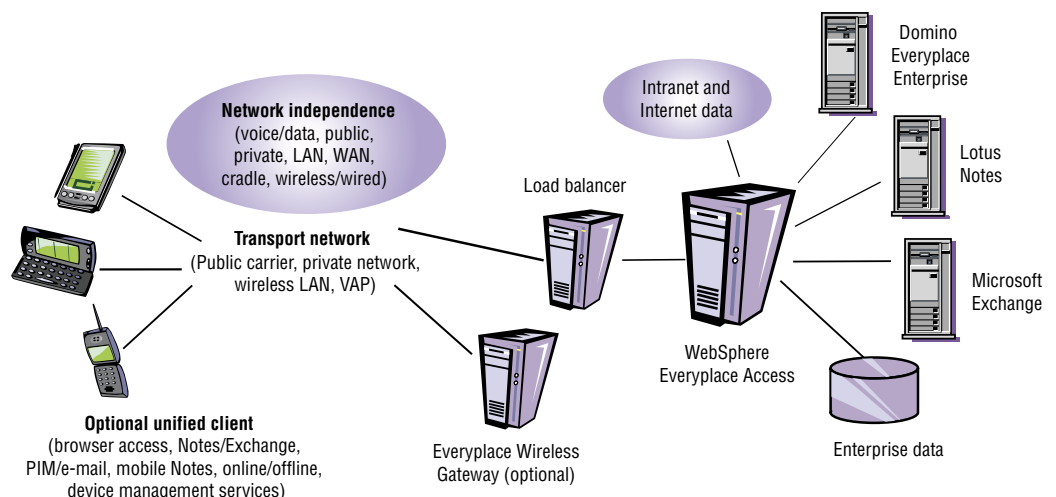 Network independence
(voice/data, public,
private, LAN, WAN,
cradle, wireless/wired)
Transport network
(Public carrier, private network,
wireless LAN, VAP)
Optional unified client
(browser access, Notes/Exchange,
PIM/e-mail, mobile Notes, online/offline,
device management services)
Load balancer
Everyplace Wireless
Gateway (optional)
Intranet and
Internet data
WebSphere
Everyplace Access
Domino
Everyplace
Enterprise
Lotus
Notes
Microsoft
Exchange
Enterprise data